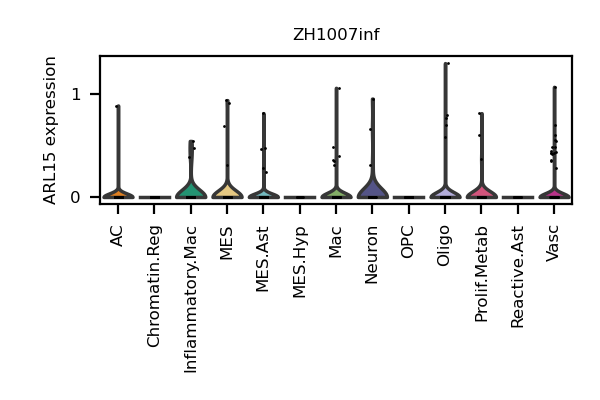 ZH1007inf
ARL15 expression
1
0
AC
Chromatin.Reg
Inflammatory.Mac
MES
MES.Ast
MES.Hyp
Mac
Neuron
OPC
Oligo
Prolif.Metab
Reactive.Ast
Vasc